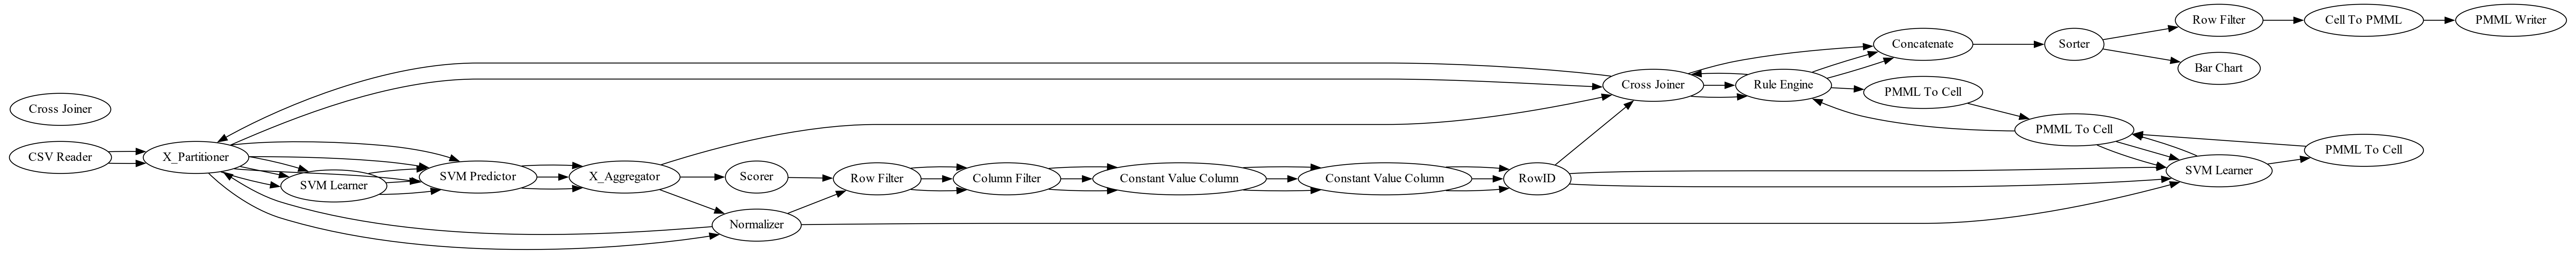 Cross Joiner
CSV Reader
X_Partitioner
SVM Learner
SVM Predictor
X_Aggregator
Scorer
Normalizer
Row Filter
Column Filter
Constant Value Column
Constant Value Column
RowID
Cross Joiner
Rule Engine
Concatenate
PMML To Cell
Sorter
PMML To Cell
Row Filter
Bar Chart
SVM Learner
Cell To PMML
PMML To Cell
PMML Writer